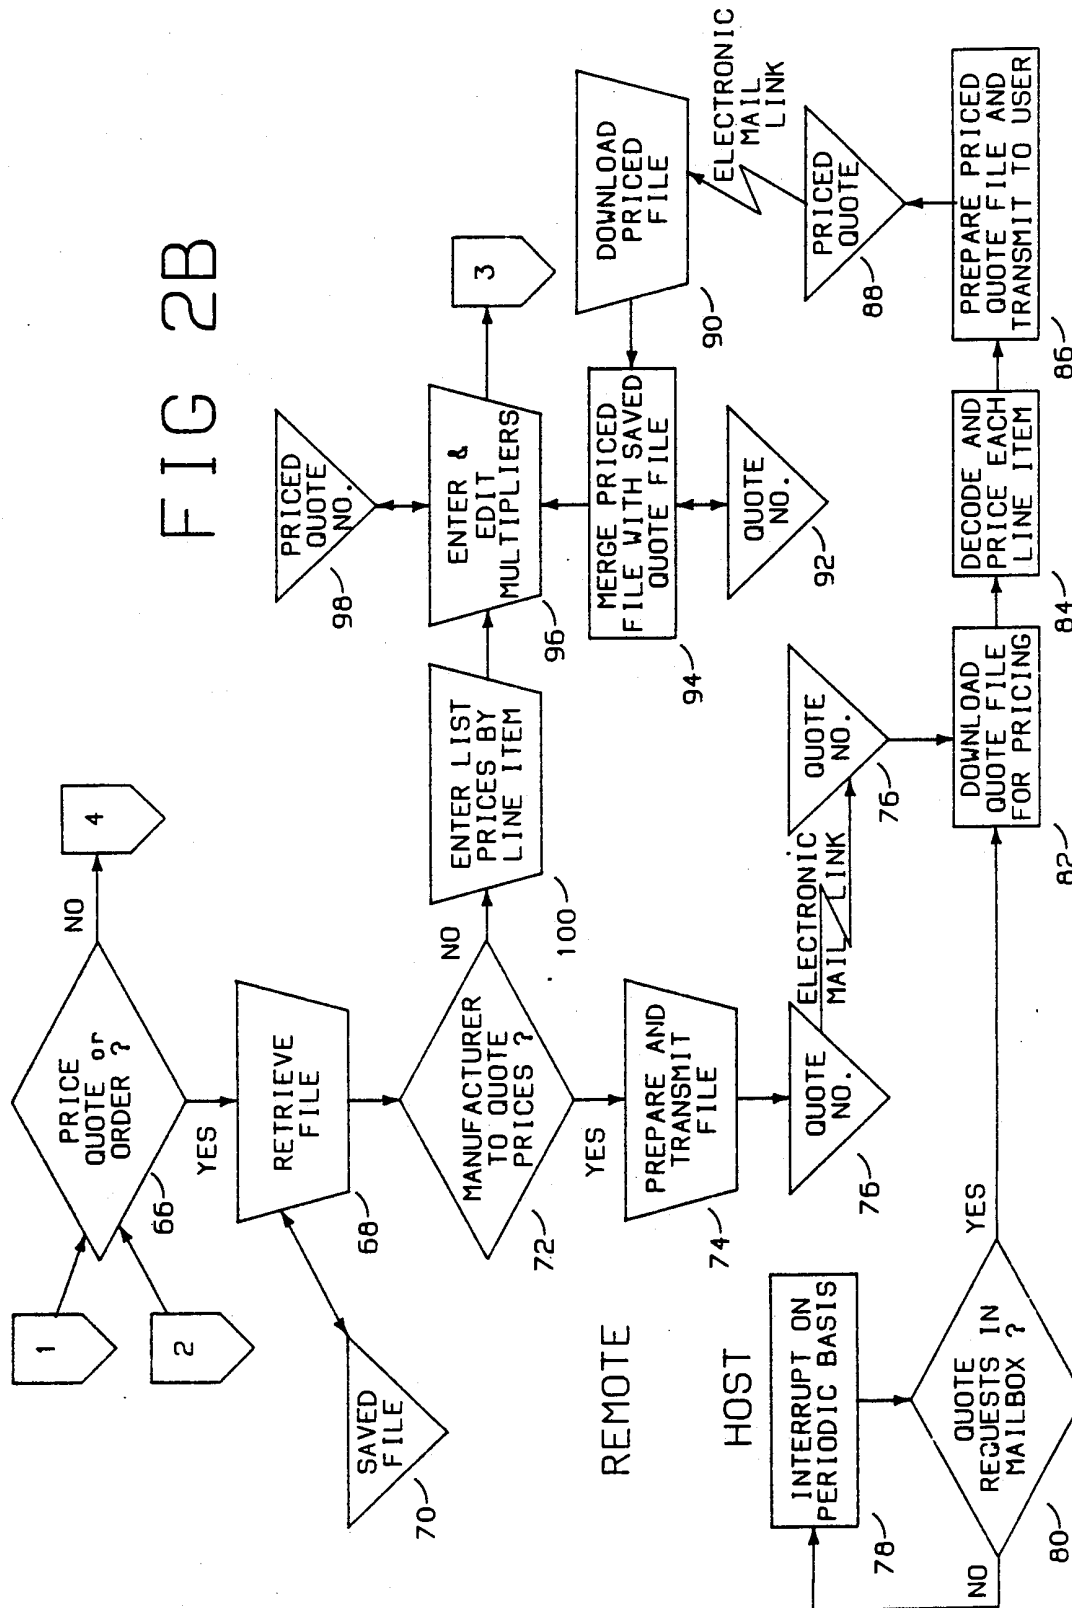 FIG 2B
1
2
PRICE
QUOTE or
ORDER ?
66
NO
4
YES
RETRIEVE
FILE
68
SAVED
FILE
70
MANUFACTURER
TO QUOTE
PRICES ?
72
NO
ENTER LIST
PRICES BY
LINE ITEM
100
ENTER &
EDIT
MULTIPLIERS
96
PRICED
QUOTE
NO.
98
3
YES
PREPARE AND
TRANSMIT
FILE
74
MERGE PRICED
FILE WITH SAVED
QUOTE FILE
94
DOWNLOAD
PRICED
FILE
90
QUOTE
NO.
92
ELECTRONIC
MAIL
LINK
QUOTE
NO.
76
ELECTRONIC
MAIL LINK
QUOTE
NO.
76
PRICED
QUOTE
88
REMOTE
HOST
INTERRUPT ON
PERIODIC BASIS
78
QUOTE
REQUESTS IN
MAILBOX ?
80
NO
YES
DOWNLOAD
QUOTE FILE
FOR PRICING
82
DECODE AND
PRICE EACH
LINE ITEM
84
PREPARE PRICED
QUOTE FILE AND
TRANSMIT TO USER
86